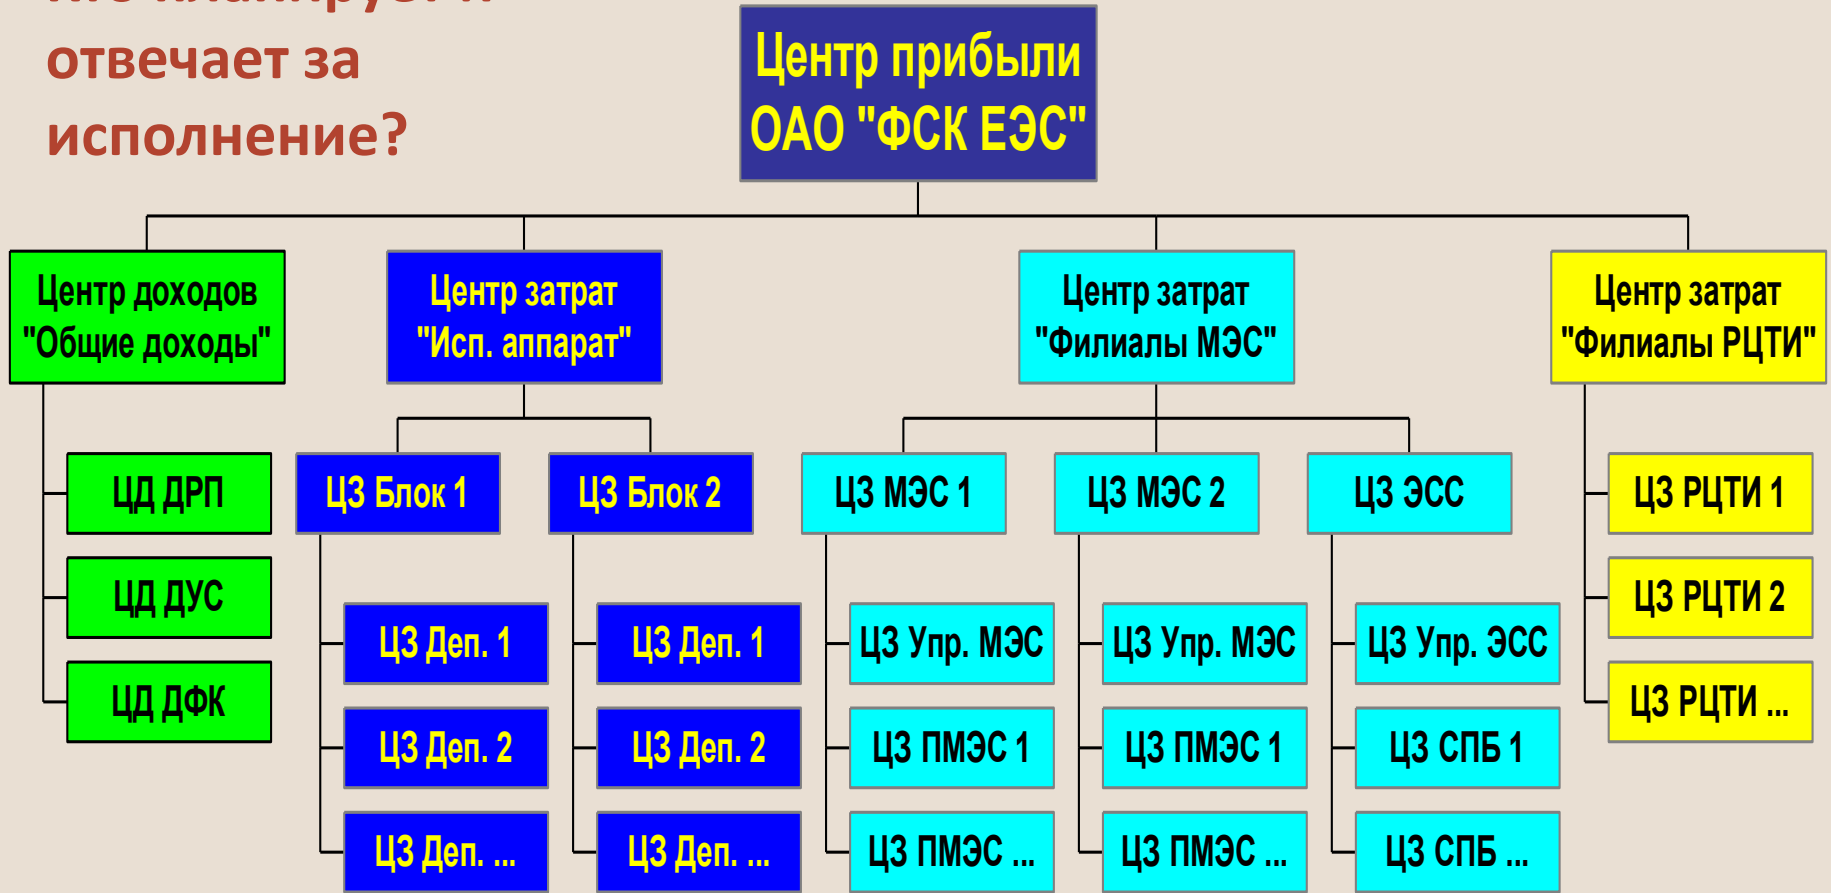 отвечает за
исполнение?
Центр прибыли
ОАО "ФСК ЕЭС"
Центр доходов
"Общие доходы"
Центр затрат
"Исп. аппарат"
Центр затрат
"Филиалы МЭС"
Центр затрат
"Филиалы РЦТИ"
ЦД ДРП
ЦД ДУС
ЦД ДФК
ЦЗ Блок 1
ЦЗ Деп. 1
ЦЗ Деп. 2
ЦЗ Деп. ...
ЦЗ Блок 2
ЦЗ Деп. 1
ЦЗ Деп. 2
ЦЗ Деп. ...
ЦЗ МЭС 1
ЦЗ Упр. МЭС
ЦЗ ПМЭС 1
ЦЗ ПМЭС ...
ЦЗ МЭС 2
ЦЗ Упр. МЭС
ЦЗ ПМЭС 1
ЦЗ ПМЭС ...
ЦЗ ЭСС
ЦЗ Упр. ЭСС
ЦЗ СПБ 1
ЦЗ СПБ ...
ЦЗ РЦТИ 1
ЦЗ РЦТИ 2
ЦЗ РЦТИ ...